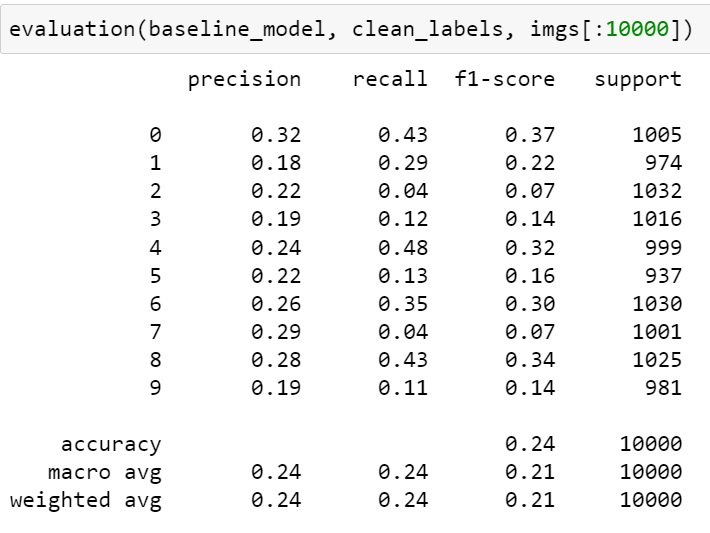 evaluation(baseline_model, clean_labels, imgs[:10000])
precision recall f1-score support
0 0.32 0.43 0.37 1005
1 0.18 0.29 0.22 974
2 0.22 0.04 0.07 1032
3 0.19 0.12 0.14 1016
4 0.24 0.48 0.32 999
5 0.22 0.13 0.16 937
6 0.26 0.35 0.30 1030
7 0.29 0.04 0.07 1001
8 0.28 0.43 0.34 1025
9 0.19 0.11 0.14 981
accuracy 0.24 10000
macro avg 0.24 0.24 0.21 10000
weighted avg 0.24 0.24 0.21 10000